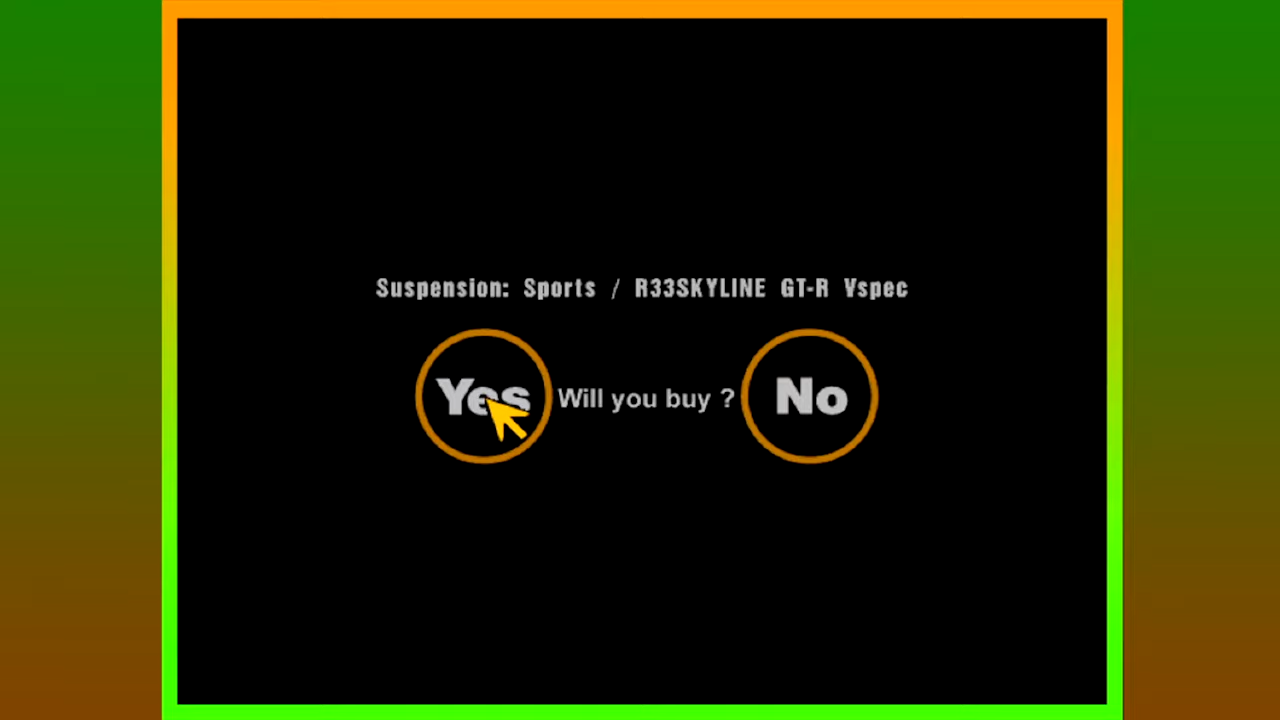 Suspension: Sports / R33SKYLINE GT-R Vspec
Yes Will you buy ? No